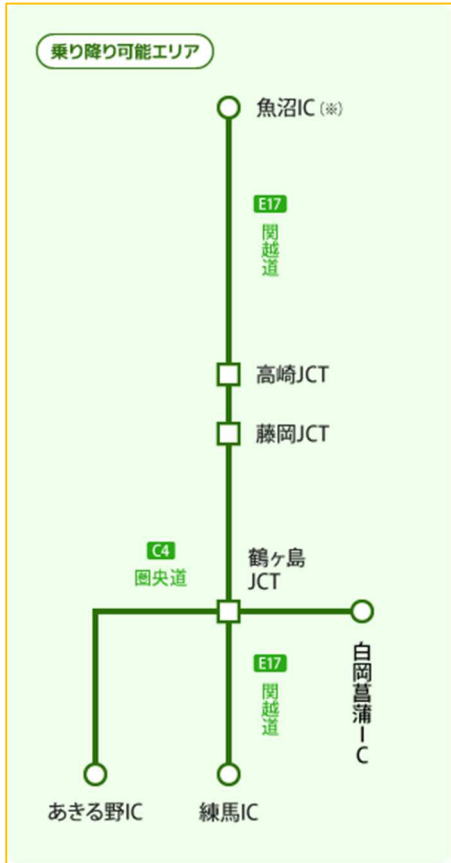 乗り降り可能エリア
魚沼IC(※)
E17
関越道
高崎JCT
藤岡JCT
C4
圏央道
鶴ヶ島
JCT
E17
関越道
白岡菖蒲IC
あきる野IC
練馬IC